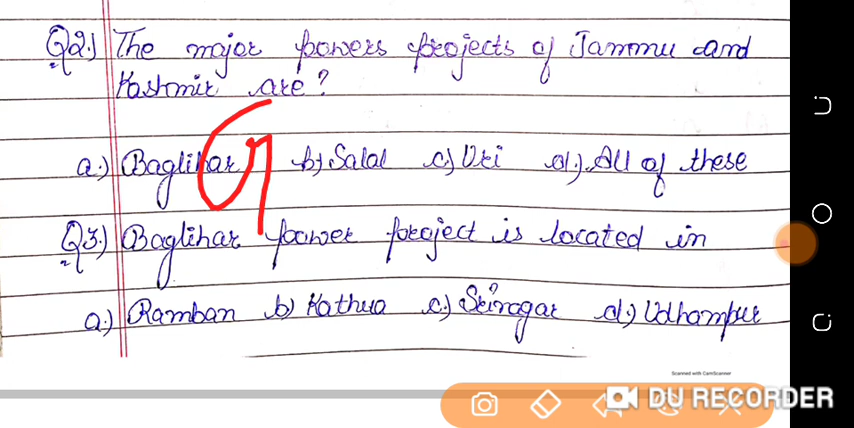 Q2.) The major powers projects of Jammu and
Kashmir are?
a.) Baglihar b.) Salal c.) Uri d.) All of these
Q3.) Baglihar power project is located in
a.) Ramban b.) Kathua c.) Srinagar d.) Udhampur
Scanned with CamScanner
DU RECORDER